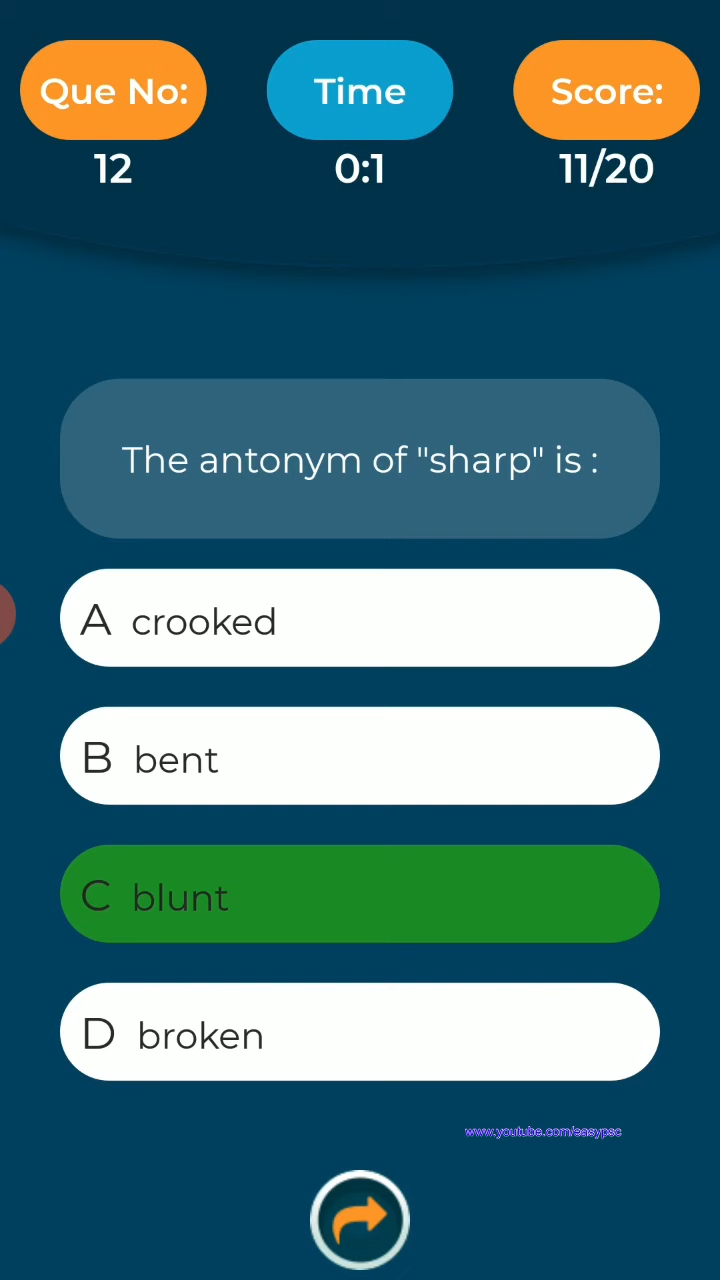 Que No:
Time
Score:
12
0:1
11/20
The antonym of "sharp" is :
A crooked
B bent
C blunt
D broken
www.youtube.com/easypsc